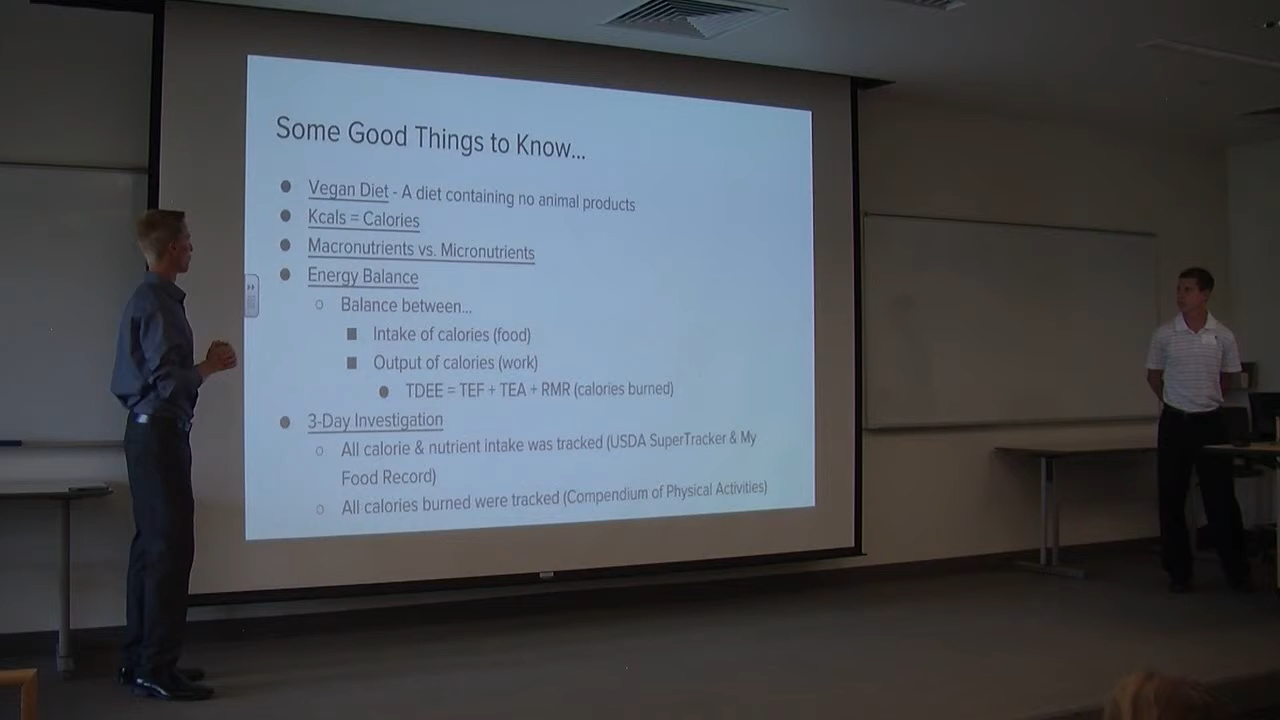 Some Good Things to Know...
● Vegan Diet - A diet containing no animal products
● Kcals = Calories
● Macronutrients vs. Micronutrients
● Energy Balance
○ Balance between...
■ Intake of calories (food)
■ Output of calories (work)
● TDEE = TEF + TEA + RMR (calories burned)
● 3-Day Investigation
○ All calorie & nutrient intake was tracked (USDA SuperTracker & My
Food Record)
○ All calories burned were tracked (Compendium of Physical Activities)